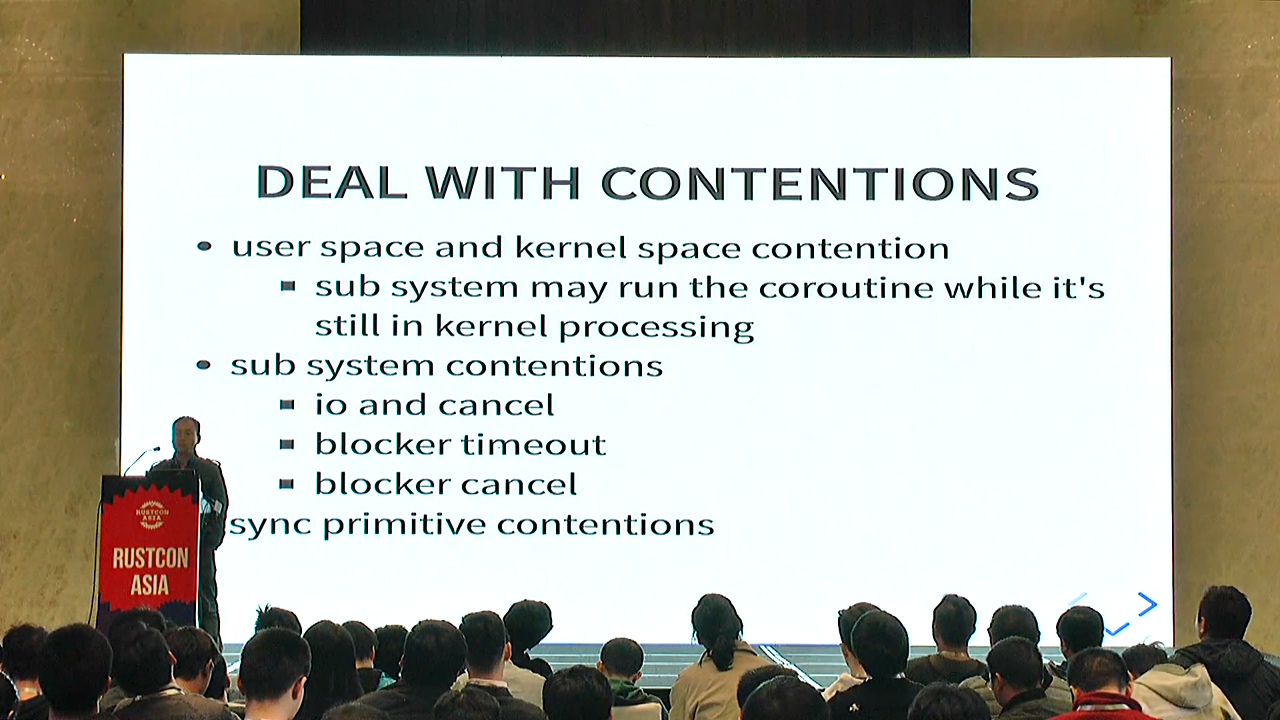 DEAL WITH CONTENTIONS
user space and kernel space contention
sub system may run the coroutine while it's
still in kernel processing
sub system contentions
io and cancel
blocker timeout
blocker cancel
sync primitive contentions
RUSTCON
ASIA
RUSTCON
ASIA